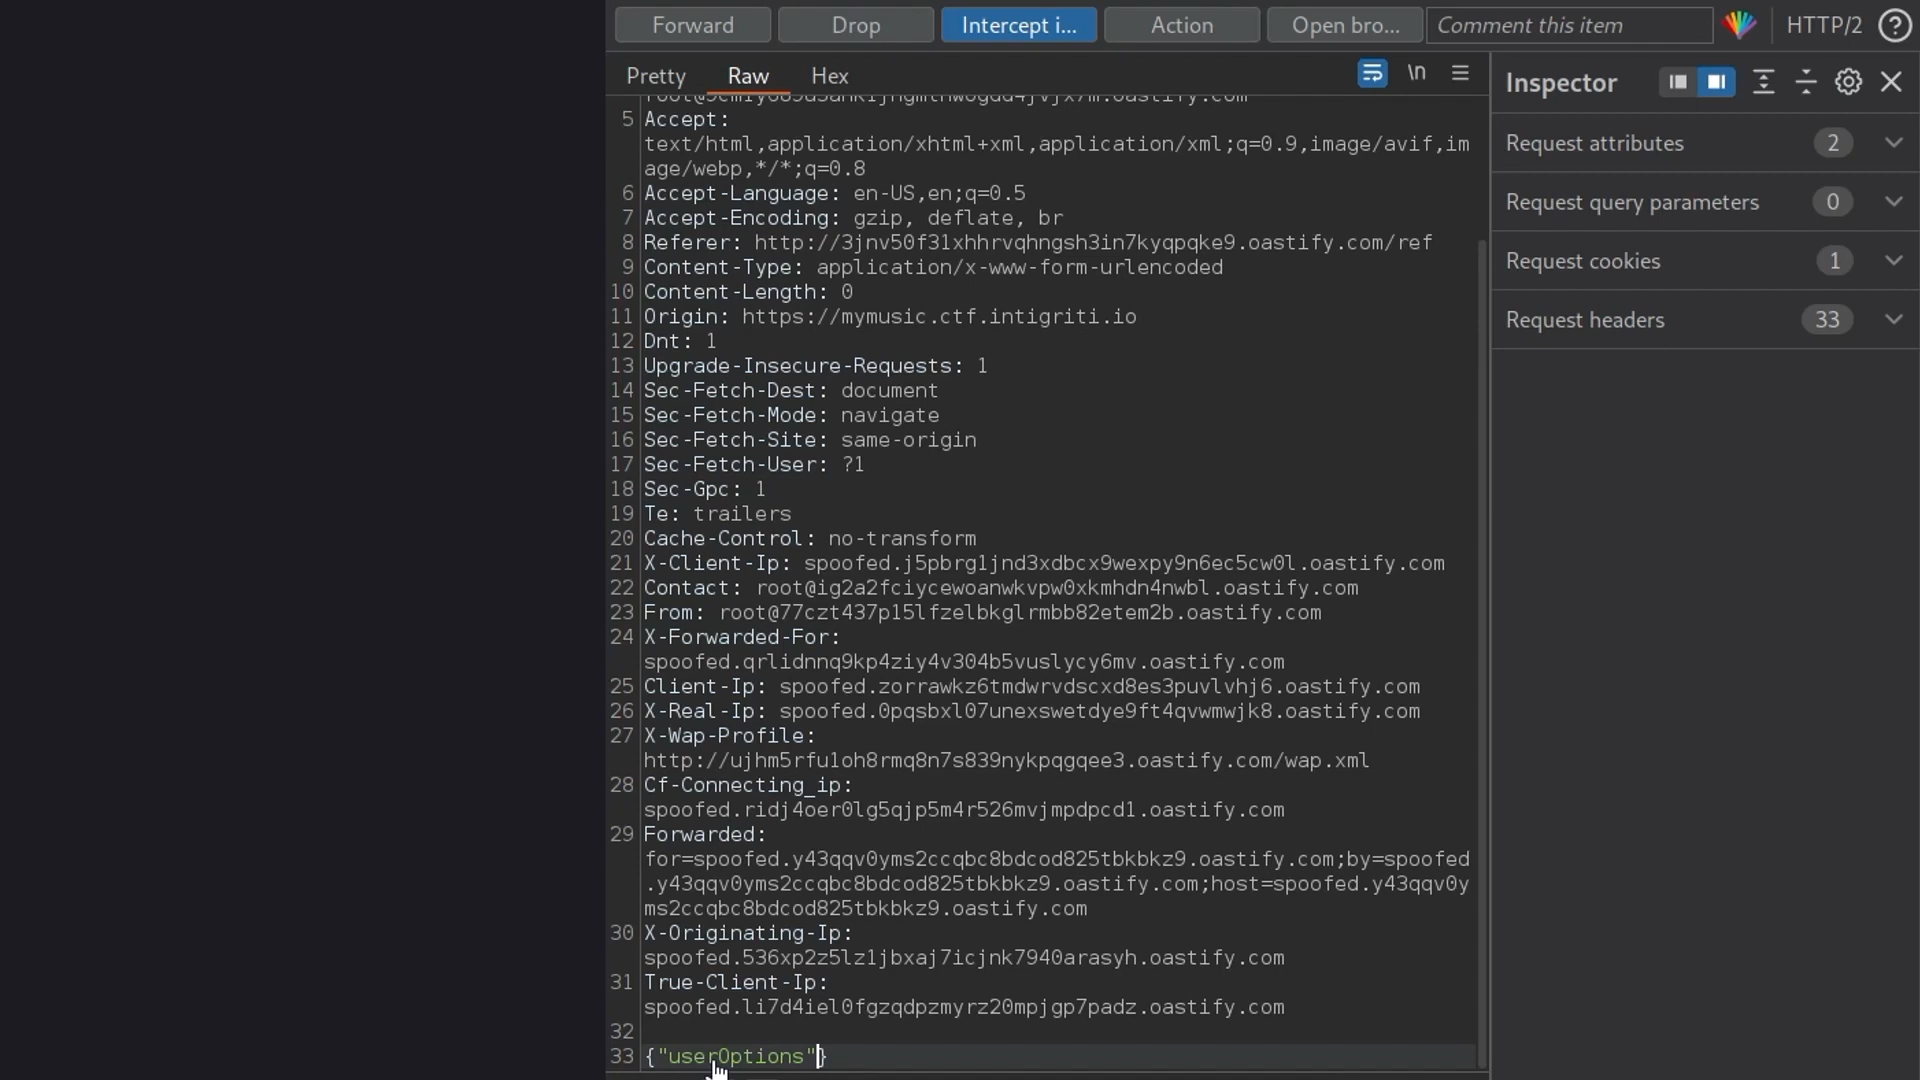 Forward Drop Intercept i... Action Open bro... Comment this item HTTP/2
Pretty Raw Hex \n
Inspector
5 Accept:
text/html,application/xhtml+xml,application/xml;q=0.9,image/avif,im
age/webp,*/*;q=0.8
6 Accept-Language: en-US,en;q=0.5
7 Accept-Encoding: gzip, deflate, br
8 Referer: http://3jnv50f31xhhrvqhngsh3in7kyqpqke9.oastify.com/ref
9 Content-Type: application/x-www-form-urlencoded
10 Content-Length: 0
11 Origin: https://mymusic.ctf.intigriti.io
12 Dnt: 1
13 Upgrade-Insecure-Requests: 1
14 Sec-Fetch-Dest: document
15 Sec-Fetch-Mode: navigate
16 Sec-Fetch-Site: same-origin
17 Sec-Fetch-User: ?1
18 Sec-Gpc: 1
19 Te: trailers
20 Cache-Control: no-transform
21 X-Client-Ip: spoofed.j5pbrg1jnd3xdbcx9wexpy9n6ec5cw0l.oastify.com
22 Contact: root@ig2a2fciycewoanwkvpw0xkmhdn4nwbl.oastify.com
23 From: root@77czt437p15lfzelbkglrmbb82etem2b.oastify.com
24 X-Forwarded-For:
spoofed.qrlidnnq9kp4ziy4v304b5vuslycy6mv.oastify.com
25 Client-Ip: spoofed.zorrawkz6tmdwrvdscxd8es3puvlvhj6.oastify.com
26 X-Real-Ip: spoofed.0pqsbxl07unexswetdye9ft4qvwmwjk8.oastify.com
27 X-Wap-Profile:
http://ujhm5rfu1oh8rmq8n7s839nykpqgqee3.oastify.com/wap.xml
28 Cf-Connecting_ip:
spoofed.ridj4oer0lg5qjp5m4r526mvjmpdpcd1.oastify.com
29 Forwarded:
for=spoofed.y43qqv0yms2ccqbc8bdcod825tbkbkz9.oastify.com;by=spoofed
.y43qqv0yms2ccqbc8bdcod825tbkbkz9.oastify.com;host=spoofed.y43qqv0y
ms2ccqbc8bdcod825tbkbkz9.oastify.com
30 X-Originating-Ip:
spoofed.536xp2z5lz1jbxaj7icjnk7940arasyh.oastify.com
31 True-Client-Ip:
spoofed.li7d4iel0fgzqdpzmyrz20mpjgp7padz.oastify.com
32
33 {"userOptions"}
Request attributes 2
Request query parameters 0
Request cookies 1
Request headers 33